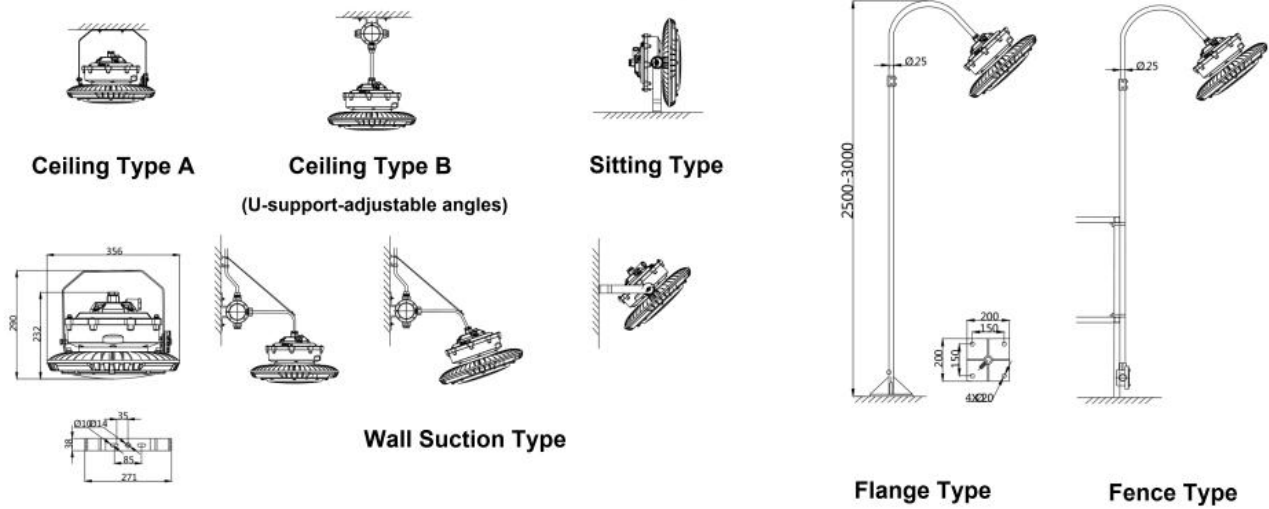 Ceiling Type A
Ceiling Type B
(U-support-adjustable angles)
Sitting Type
356
290
232
35
Ø10
Ø14
38
85
271
Wall Suction Type
Ø25
2500-3000
200
150
200
150
4XØ20
Flange Type
Ø25
Fence Type